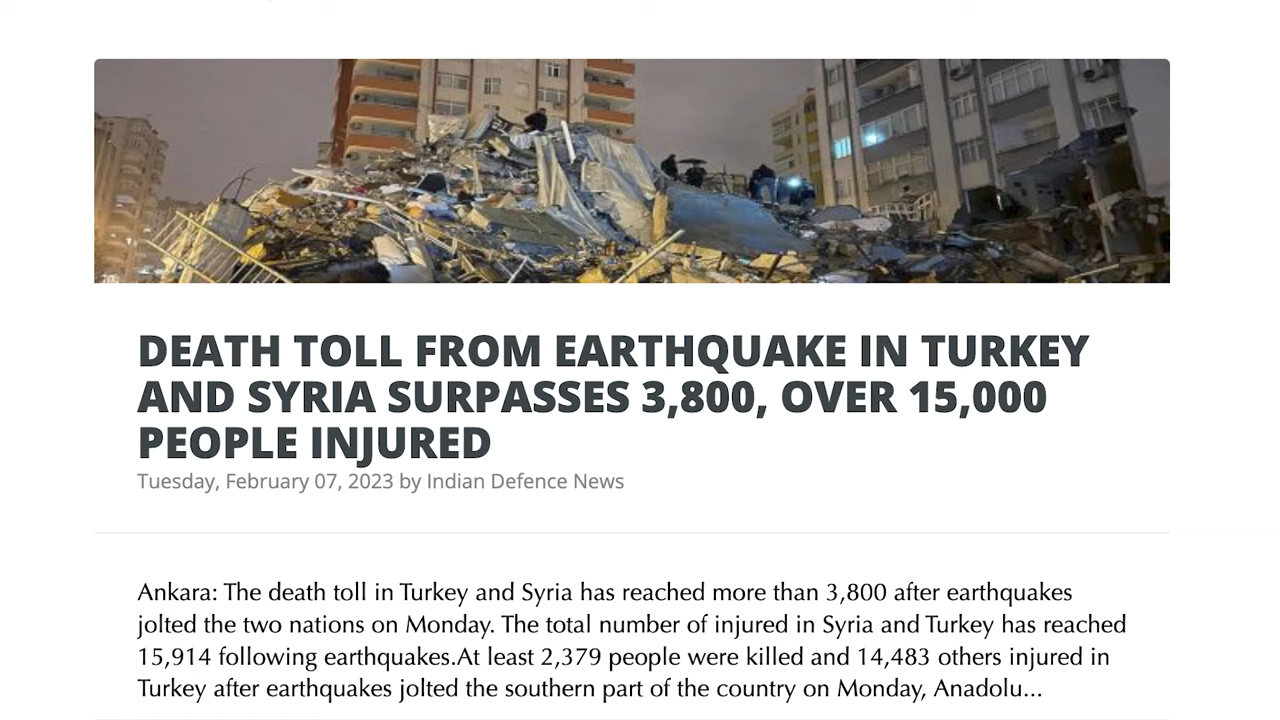 DEATH TOLL FROM EARTHQUAKE IN TURKEY
AND SYRIA SURPASSES 3,800, OVER 15,000
PEOPLE INJURED
Tuesday, February 07, 2023 by Indian Defence News
Ankara: The death toll in Turkey and Syria has reached more than 3,800 after earthquakes
jolted the two nations on Monday. The total number of injured in Syria and Turkey has reached
15,914 following earthquakes.At least 2,379 people were killed and 14,483 others injured in
Turkey after earthquakes jolted the southern part of the country on Monday, Anadolu...